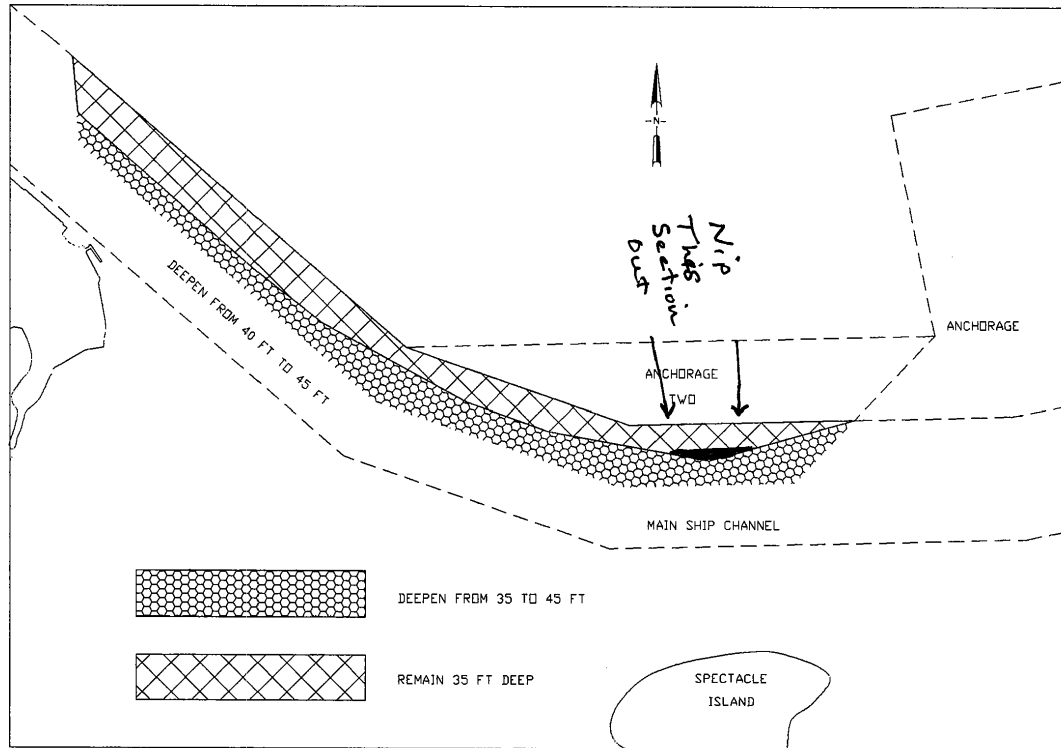 -N-
Nip
This
Section
out
DEEPEN FROM 40 FT TO 45 FT
ANCHORAGE
ANCHORAGE
TWO
MAIN SHIP CHANNEL
DEEPEN FROM 35 TO 45 FT
REMAIN 35 FT DEEP
SPECTACLE
ISLAND